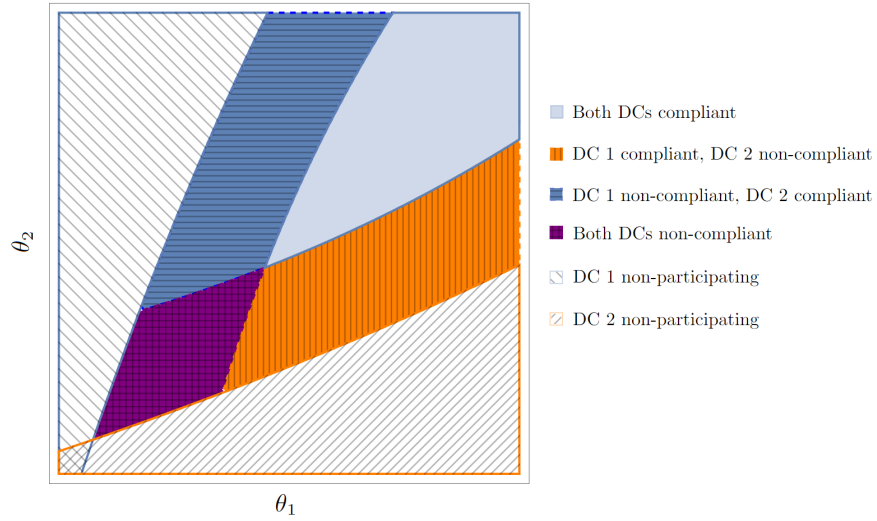 Both DCs compliant
DC 1 compliant, DC 2 non-compliant
DC 1 non-compliant, DC 2 compliant
Both DCs non-compliant
DC 1 non-participating
DC 2 non-participating
θ₂
θ₁